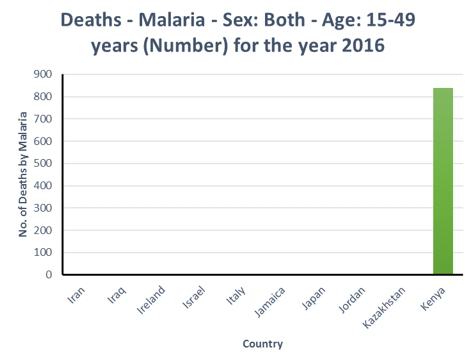 Deaths - Malaria - Sex: Both - Age: 15-49
years (Number) for the year 2016
No. of Deaths by Malaria
900
800
700
600
500
400
300
200
100
0
Iran
Iraq
Ireland
Israel
Italy
Jamaica
Japan
Jordan
Kazakhstan
Kenya
Country